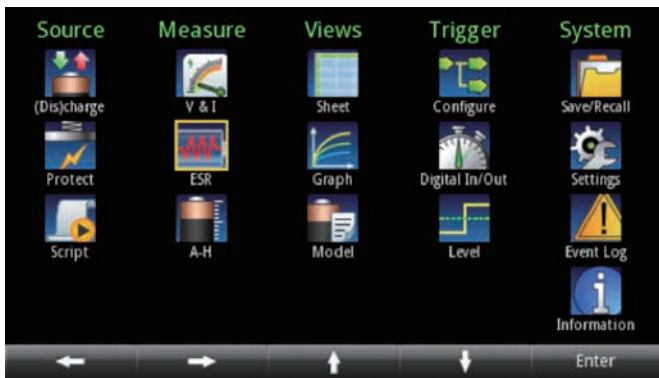 Source Measure Views Trigger System
(Dis)charge V & I Sheet Configure Save/Recall
Protect ESR Graph Digital In/Out Settings
Script A-H Model Level Event Log
Information
Enter